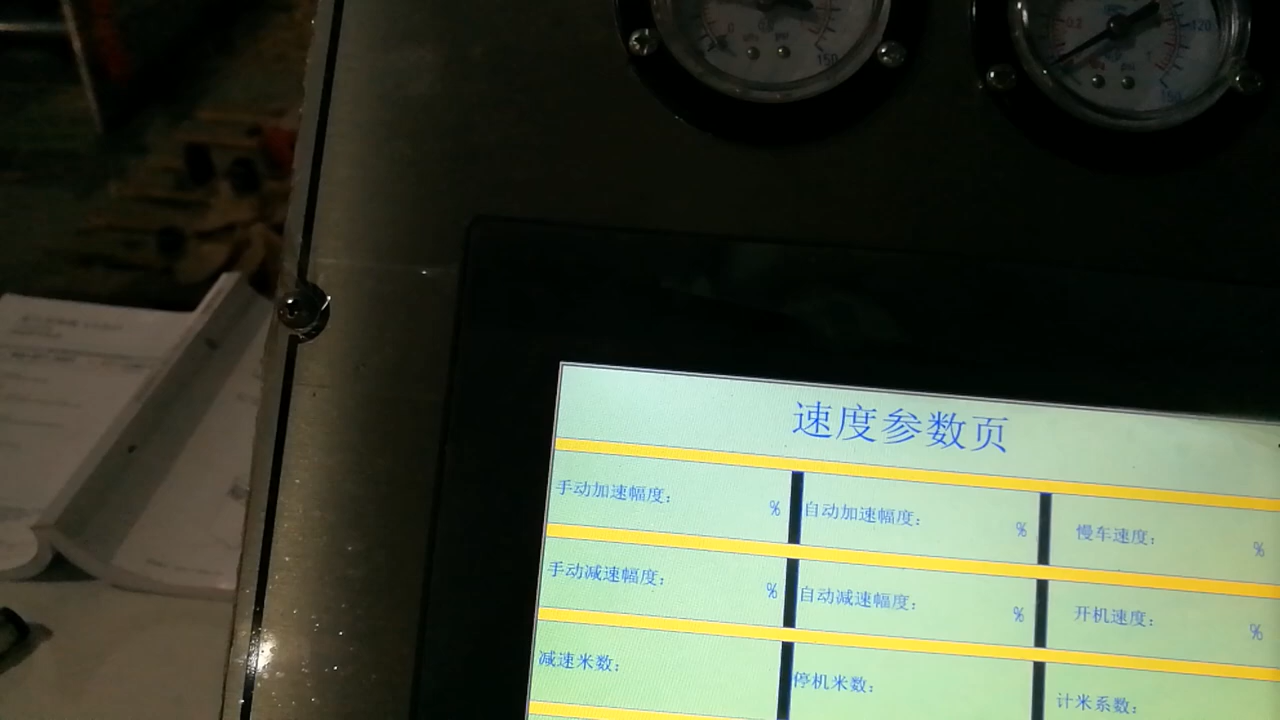 150
120
速度参数页
手动加速幅度： %
自动加速幅度： %
慢车速度： %
手动减速幅度： %
自动减速幅度： %
开机速度： %
减速米数：
停机米数：
计米系数：